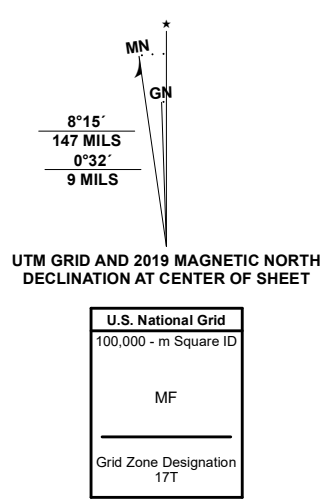 MN
GN
8°15´
147 MILS
0°32´
9 MILS
UTM GRID AND 2019 MAGNETIC NORTH
DECLINATION AT CENTER OF SHEET
U.S. National Grid
100,000 - m Square ID
MF
Grid Zone Designation
17T